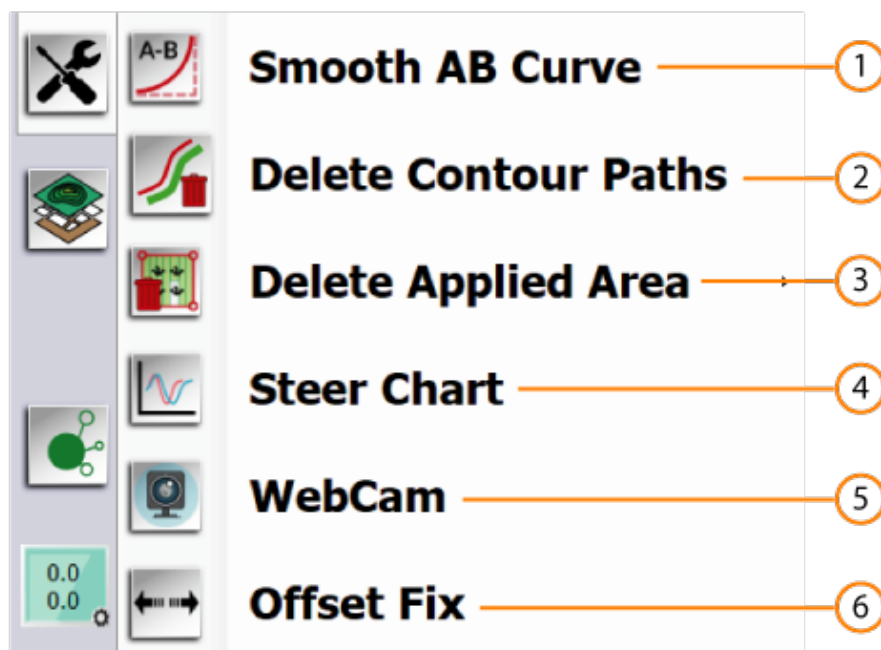 A-B
Smooth AB Curve
1
Delete Contour Paths
2
Delete Applied Area
3
Steer Chart
4
WebCam
5
0.0
0.0
Offset Fix
6